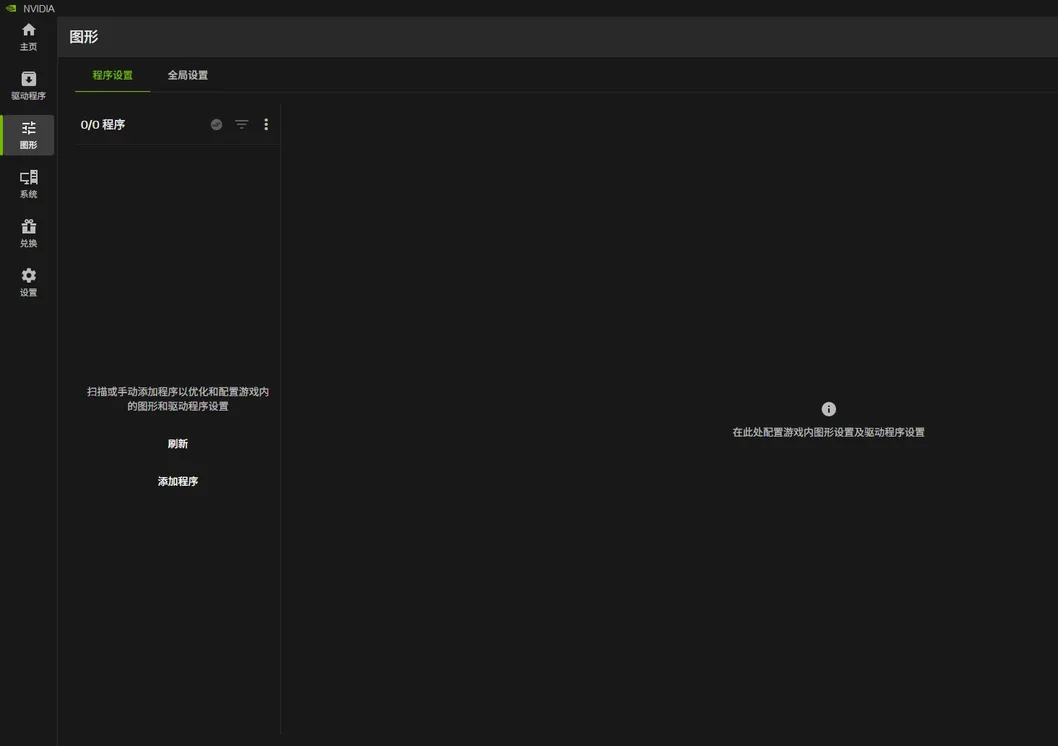 NVIDIA
主页
驱动程序
图形
系统
兑换
设置
图形
程序设置
全局设置
0/0 程序
扫描或手动添加程序以优化和配置游戏内
的图形和驱动程序设置
刷新
添加程序
在此处配置游戏内图形设置及驱动程序设置